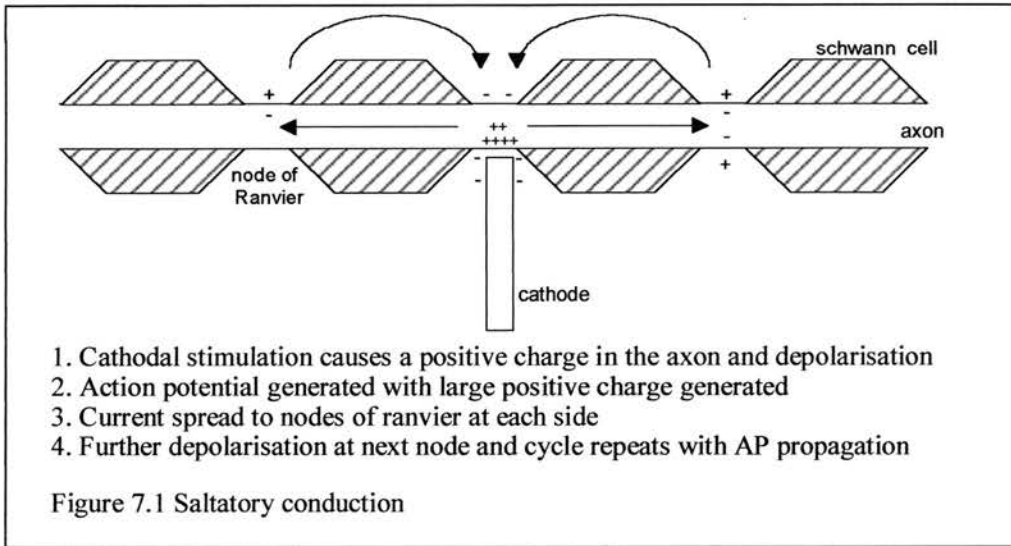 schwann cell
+ - - +
- -
++
++++
- axon
- - +
node of
Ranvier
- -
cathode
1. Cathodal stimulation causes a positive charge in the axon and depolarisation
2. Action potential generated with large positive charge generated
3. Current spread to nodes of ranvier at each side
4. Further depolarisation at next node and cycle repeats with AP propagation
Figure 7.1 Saltatory conduction